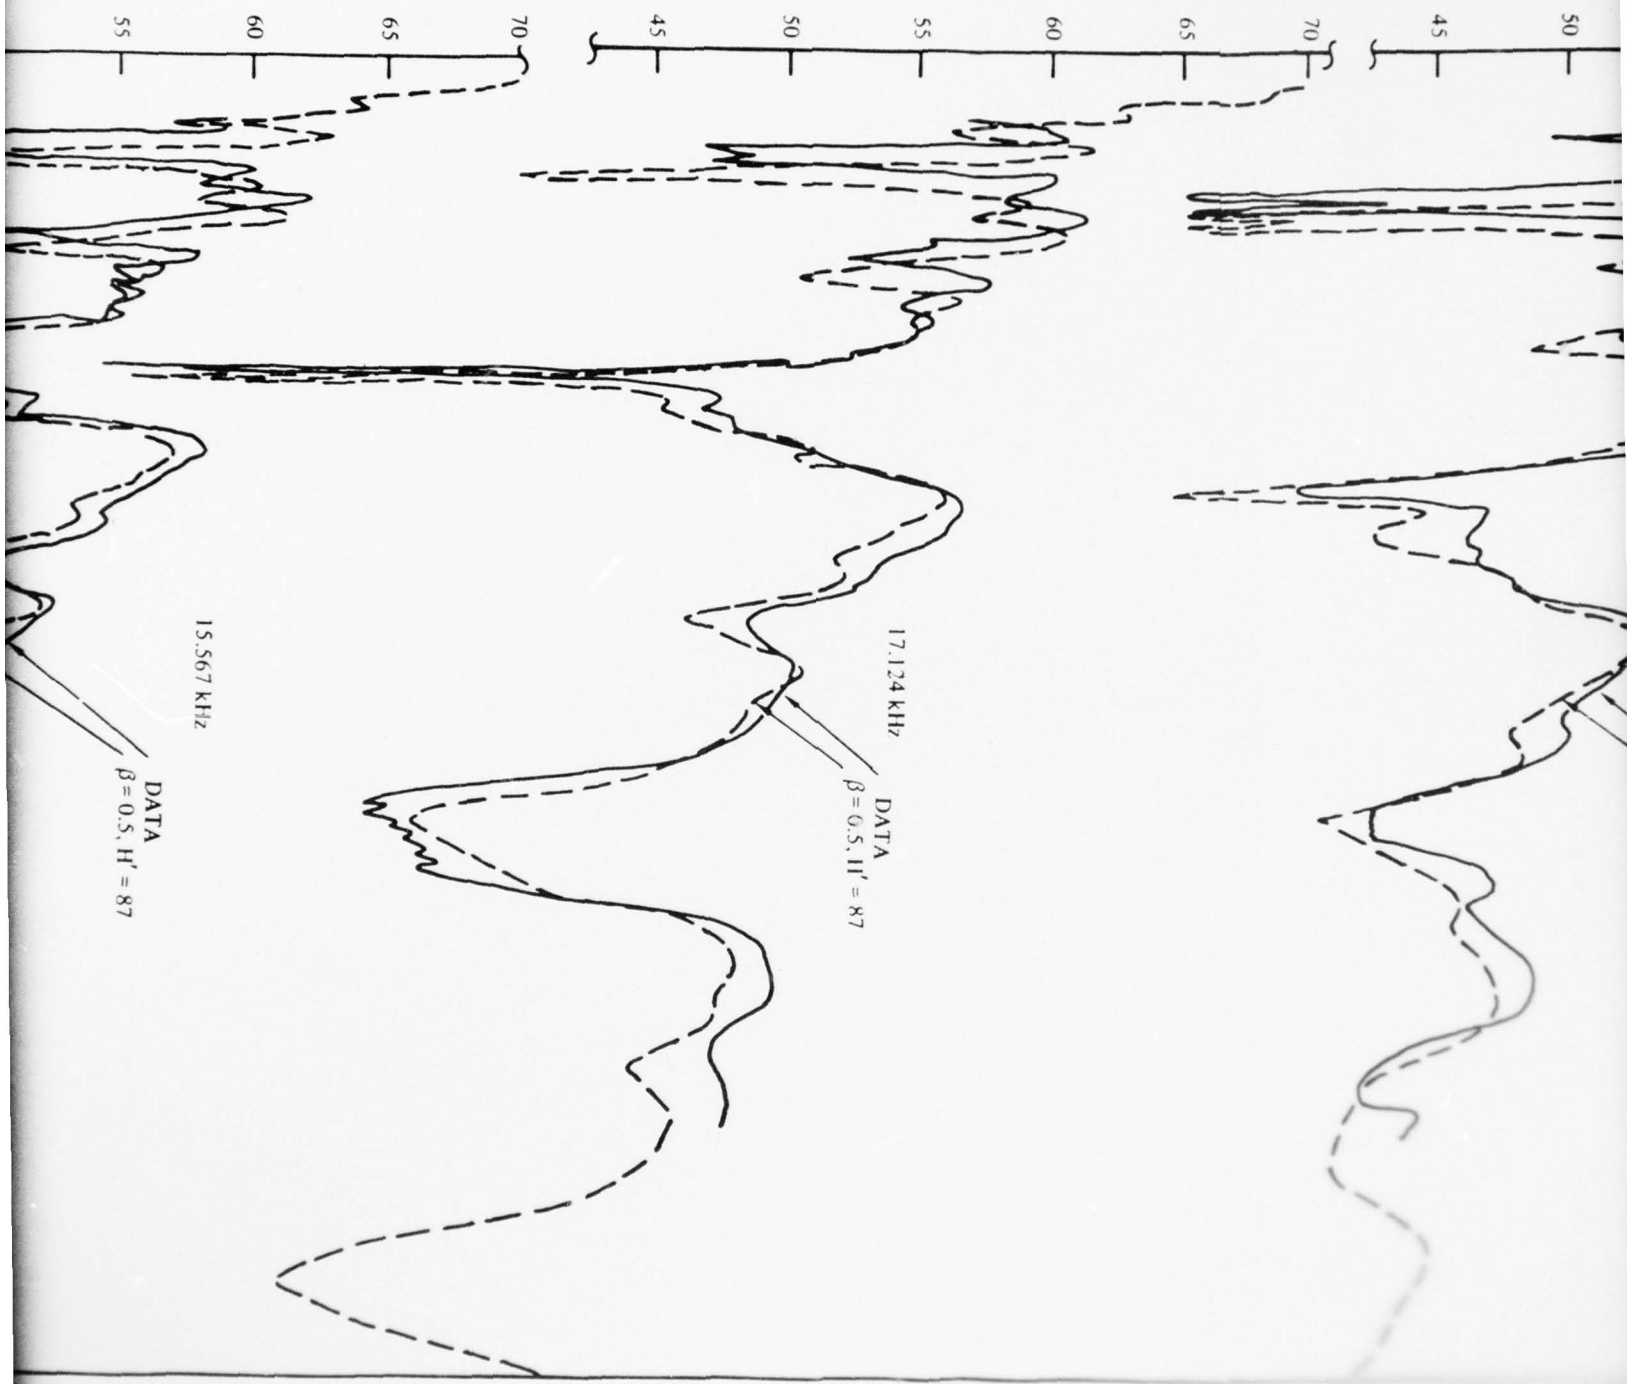 55 60 65 70 45 50 55 60 65 70 45 50
15.567 kHz
DATA
β = 0.5, H′ = 87
17.124 kHz
DATA
β = 0.5, H′ = 87